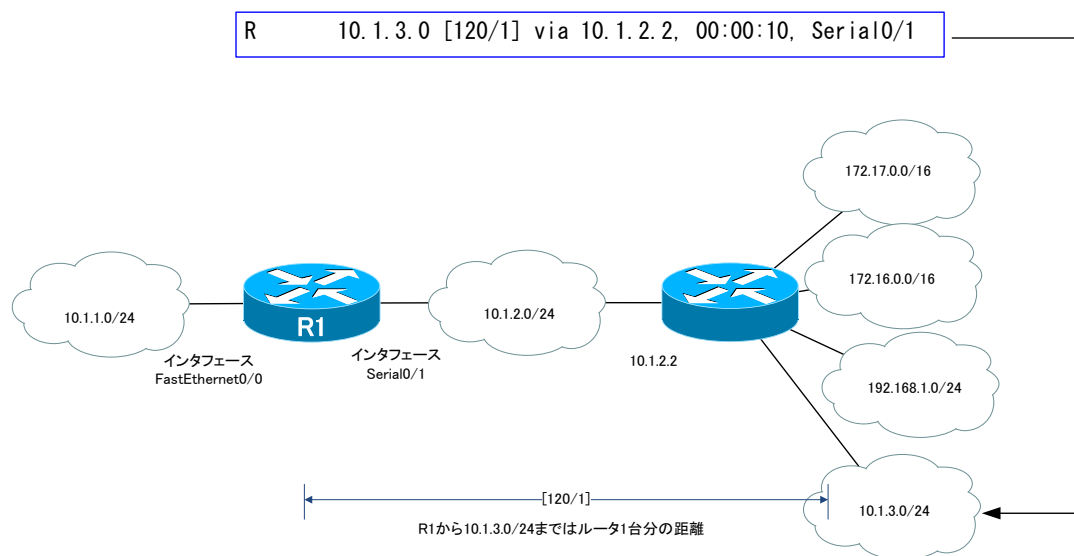 R 10.1.3.0 [120/1] via 10.1.2.2, 00:00:10, Serial0/1
172.17.0.0/16
172.16.0.0/16
10.1.1.0/24
R1
10.1.2.0/24
インタフェース
FastEthernet0/0
インタフェース
Serial0/1
10.1.2.2
192.168.1.0/24
[120/1]
R1から10.1.3.0/24まではルータ1台分の距離
10.1.3.0/24